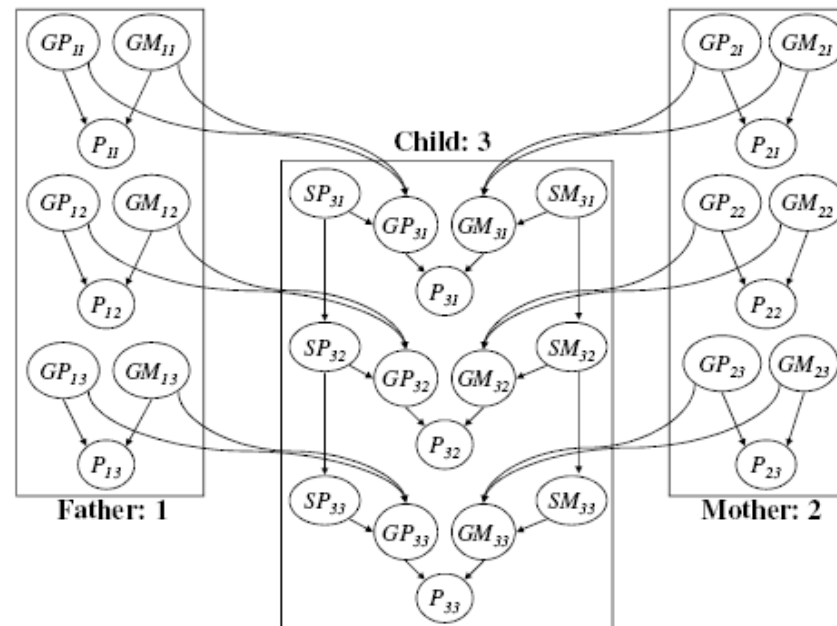 GP11 GM11 GP21 GM21
P11 P21
Child: 3
GP12 GM12 SP31 SM31 GP22 GM22
GP31 GM31
P31
P12 P22
SP32 SM32
GP13 GM13 GP32 GM32 GP23 GM23
P32
P13 P23
SP33 SM33
Father: 1 Mother: 2
GP33 GM33
P33